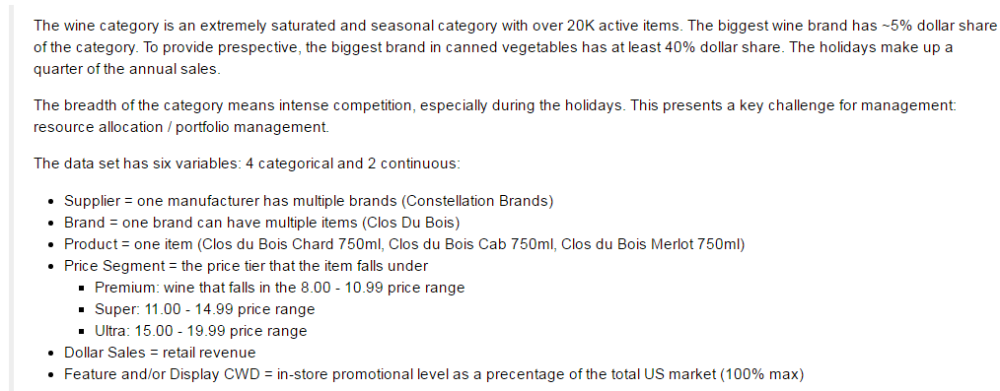 The wine category is an extremely saturated and seasonal category with over 20K active items. The biggest wine brand has ~5% dollar share
of the category. To provide prespective, the biggest brand in canned vegetables has at least 40% dollar share. The holidays make up a
quarter of the annual sales.
The breadth of the category means intense competition, especially during the holidays. This presents a key challenge for management:
resource allocation / portfolio management.
The data set has six variables: 4 categorical and 2 continuous:
• Supplier = one manufacturer has multiple brands (Constellation Brands)
• Brand = one brand can have multiple items (Clos Du Bois)
• Product = one item (Clos du Bois Chard 750ml, Clos du Bois Cab 750ml, Clos du Bois Merlot 750ml)
• Price Segment = the price tier that the item falls under
▪ Premium: wine that falls in the 8.00 - 10.99 price range
▪ Super: 11.00 - 14.99 price range
▪ Ultra: 15.00 - 19.99 price range
• Dollar Sales = retail revenue
• Feature and/or Display CWD = in-store promotional level as a precentage of the total US market (100% max)